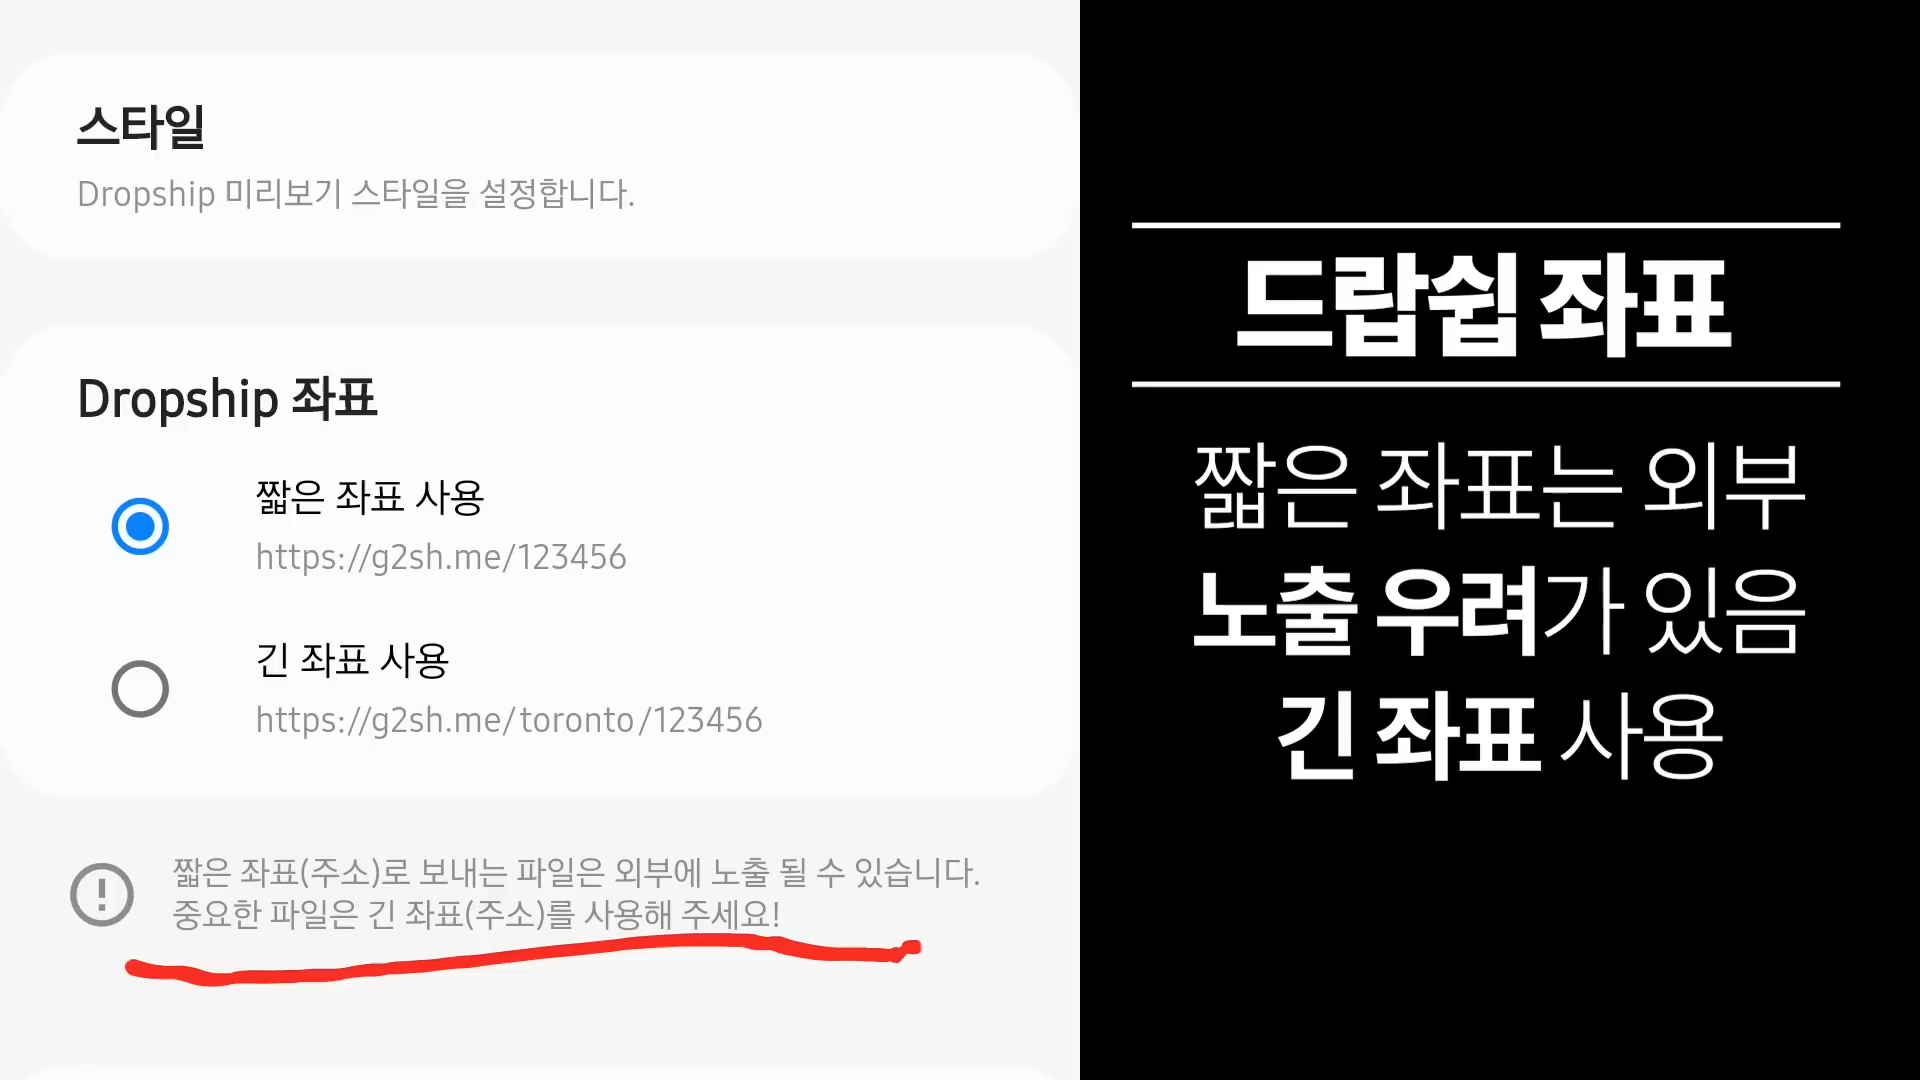 스타일
Dropship 미리보기 스타일을 설정합니다.
Dropship 좌표
짧은 좌표 사용
https://g2sh.me/123456
긴 좌표 사용
https://g2sh.me/toronto/123456
짧은 좌표(주소)로 보내는 파일은 외부에 노출 될 수 있습니다.
중요한 파일은 긴 좌표(주소)를 사용해 주세요!
드랍쉽 좌표
짧은 좌표는 외부
노출 우려가 있음
긴 좌표 사용